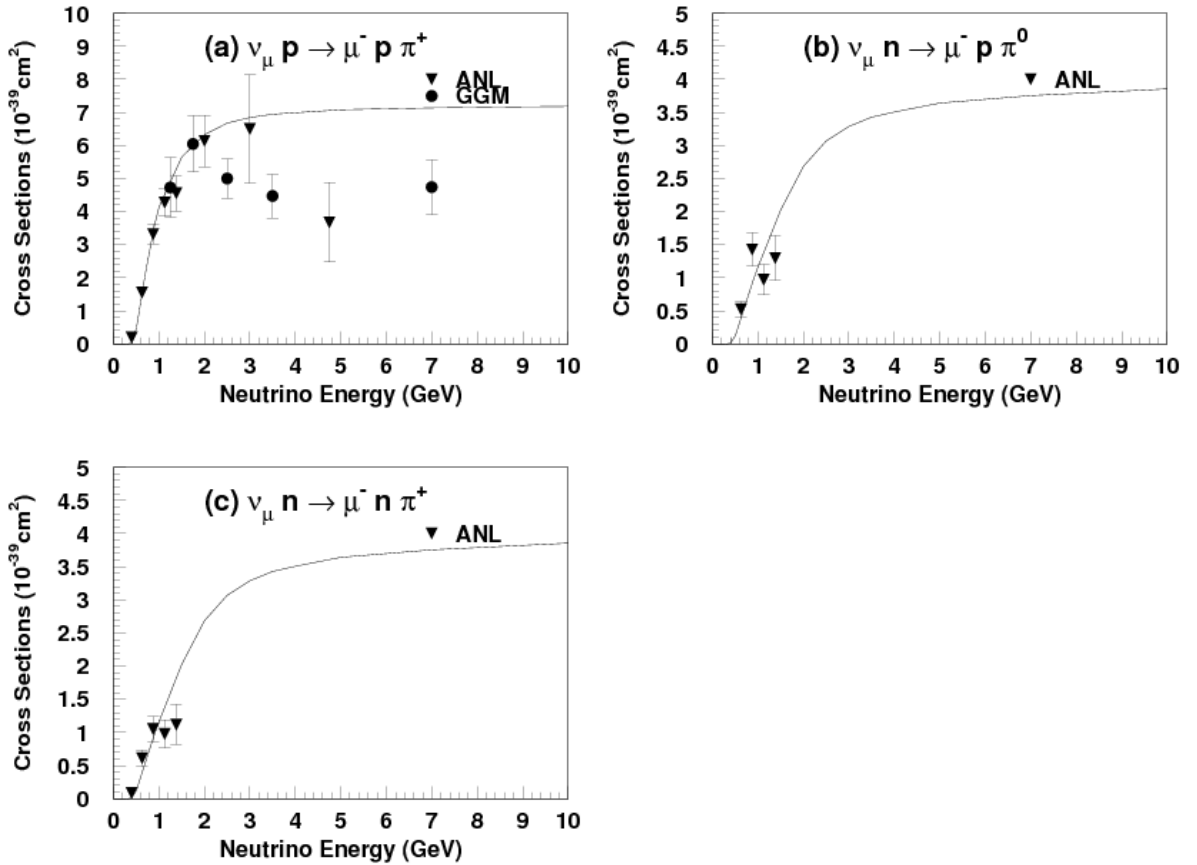 (a) νμ p → μ⁻ p π⁺
ANL
GGM
10
9
8
7
6
5
4
3
2
1
0
Cross Sections (10⁻³⁹cm²)
0 1 2 3 4 5 6 7 8 9 10
Neutrino Energy (GeV)
(b) νμ n → μ⁻ p π⁰
ANL
5
4.5
4
3.5
3
2.5
2
1.5
1
0.5
0
Cross Sections (10⁻³⁹cm²)
0 1 2 3 4 5 6 7 8 9 10
Neutrino Energy (GeV)
(c) νμ n → μ⁻ n π⁺
ANL
5
4.5
4
3.5
3
2.5
2
1.5
1
0.5
0
Cross Sections (10⁻³⁹cm²)
0 1 2 3 4 5 6 7 8 9 10
Neutrino Energy (GeV)